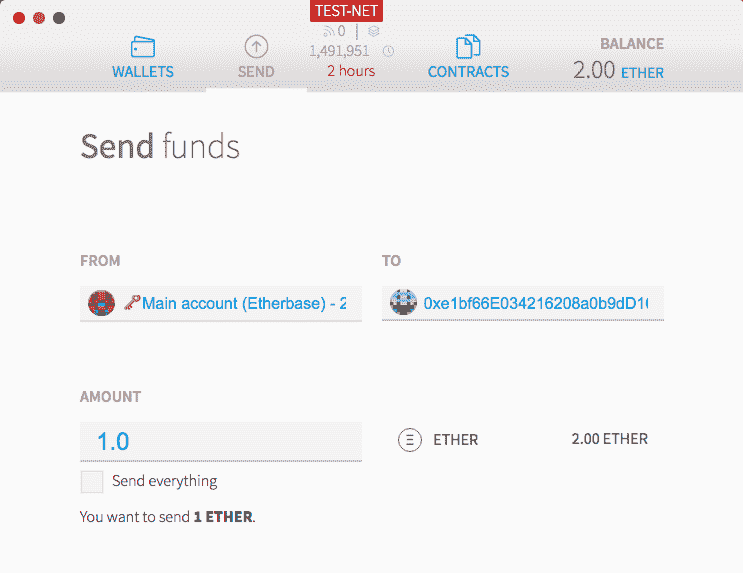 TEST-NET
0
1,491,951
2 hours
WALLETS
SEND
CONTRACTS
BALANCE
2.00 ETHER
Send funds
FROM
TO
Main account (Etherbase) - 2
0xe1bf66E034216208a0b9dD1
AMOUNT
1.0
ETHER
2.00 ETHER
Send everything
You want to send 1 ETHER.